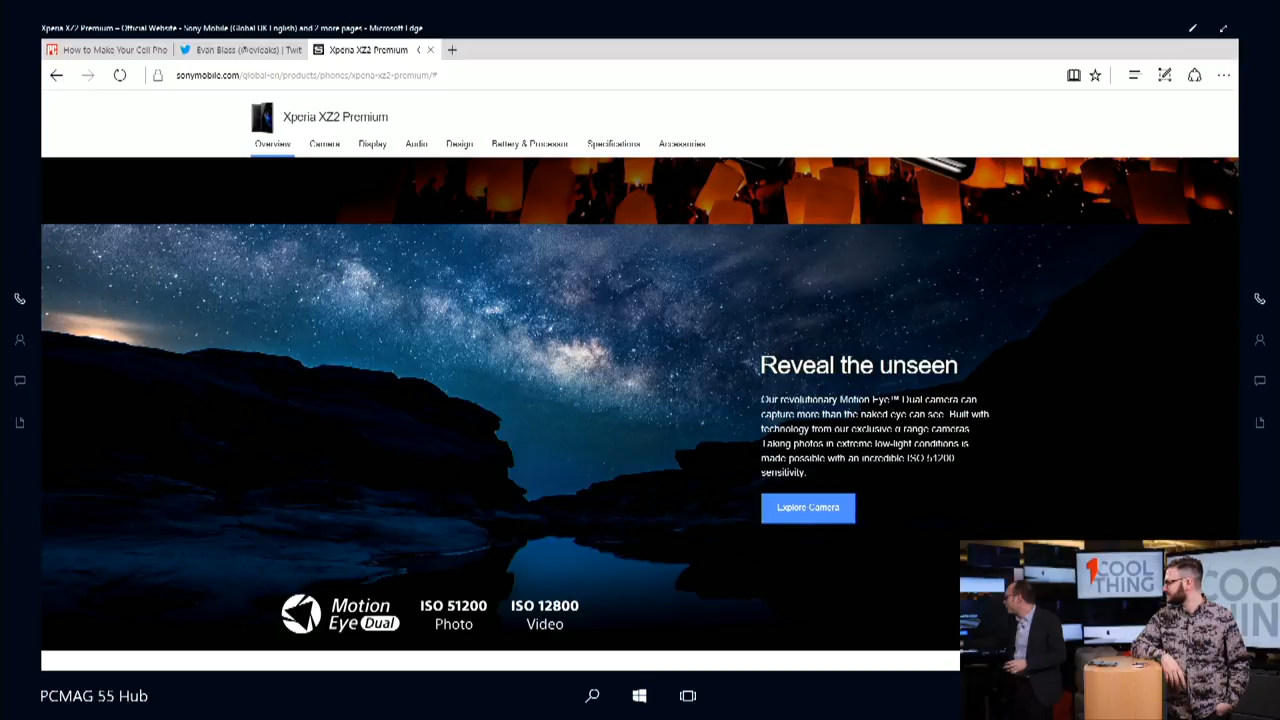 Xperia XZ2 Premium – Official Website - Sony Mobile (Global UK English) and 2 more pages - Microsoft Edge
How to Make Your Cell Pho
Evan Blass (@evleaks) | Twit
Xperia XZ2 Premium
sonymobile.com/global-en/products/phones/xperia-xz2-premium/#
Xperia XZ2 Premium
Overview Camera Display Audio Design Battery & Processor Specifications Accessories
Reveal the unseen
Our revolutionary Motion Eye™ Dual camera can
capture more than the naked eye can see. Built with
technology from our exclusive α range cameras.
Taking photos in extreme low-light conditions is
made possible with an incredible ISO 51200
sensitivity.
Explore Camera
Motion
Eye Dual
ISO 51200
Photo
ISO 12800
Video
1 COOL
THING
COO
PCMAG 55 Hub